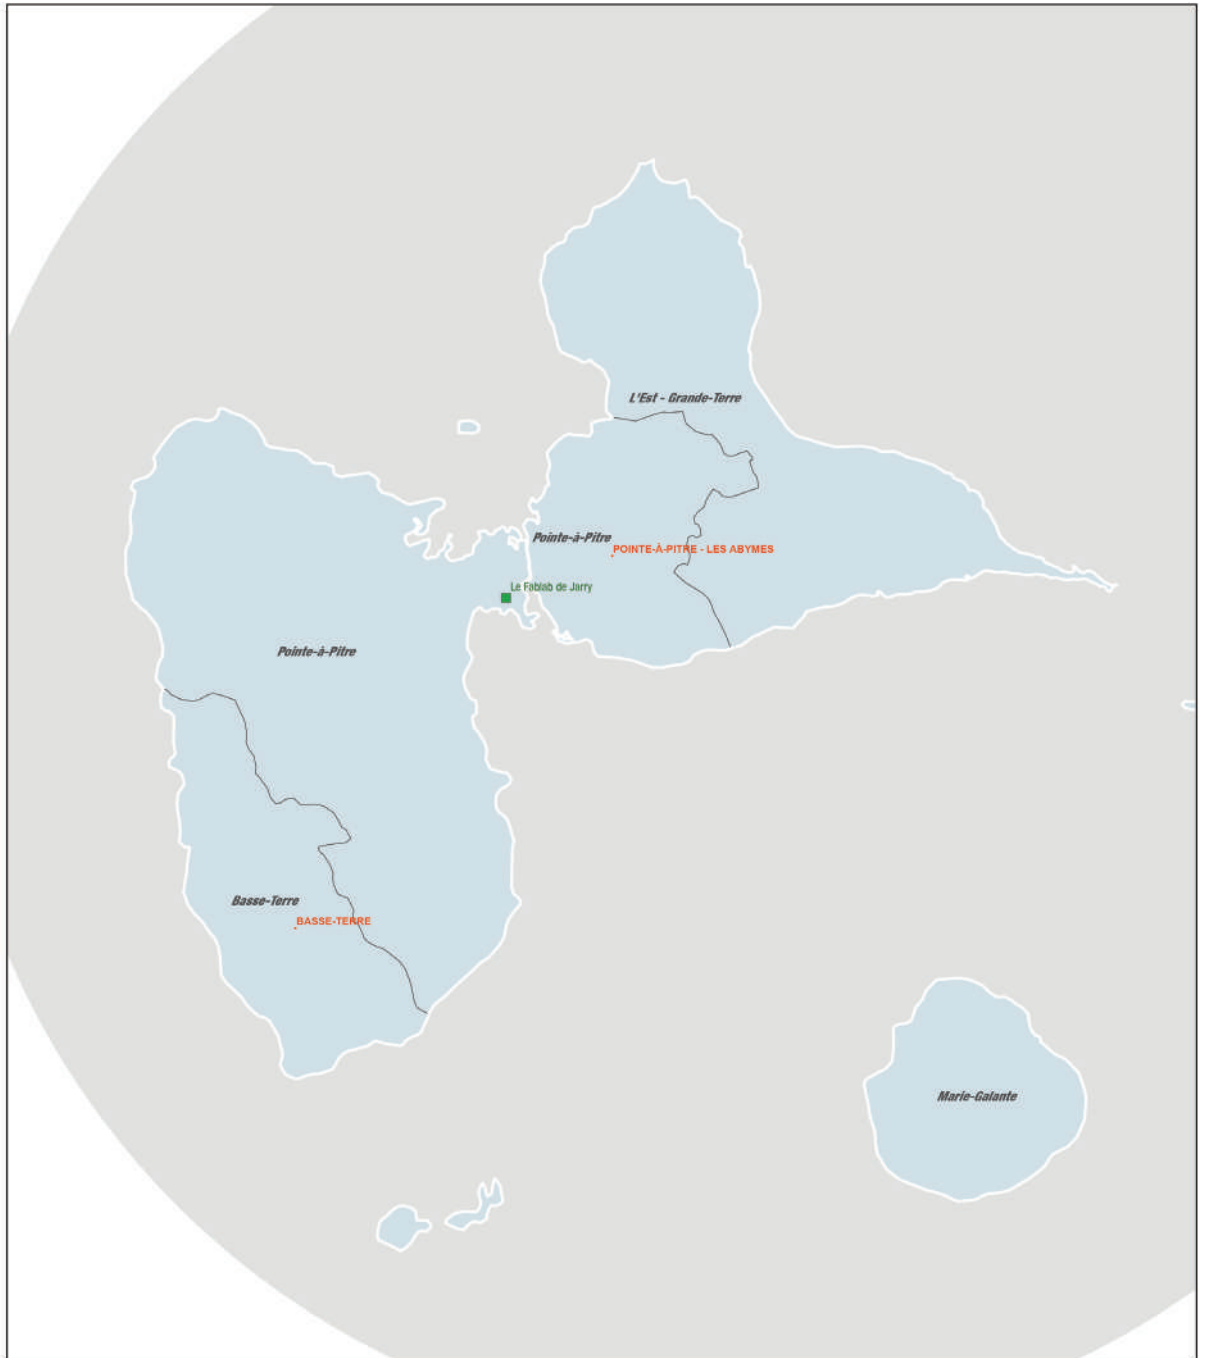 L'Est - Grande-Terre
Pointe-à-Pitre
POINTE-À-PITRE - LES ABYMES
Le Fablab de Jarry
Pointe-à-Pitre
Basse-Terre
BASSE-TERRE
Marie-Galante